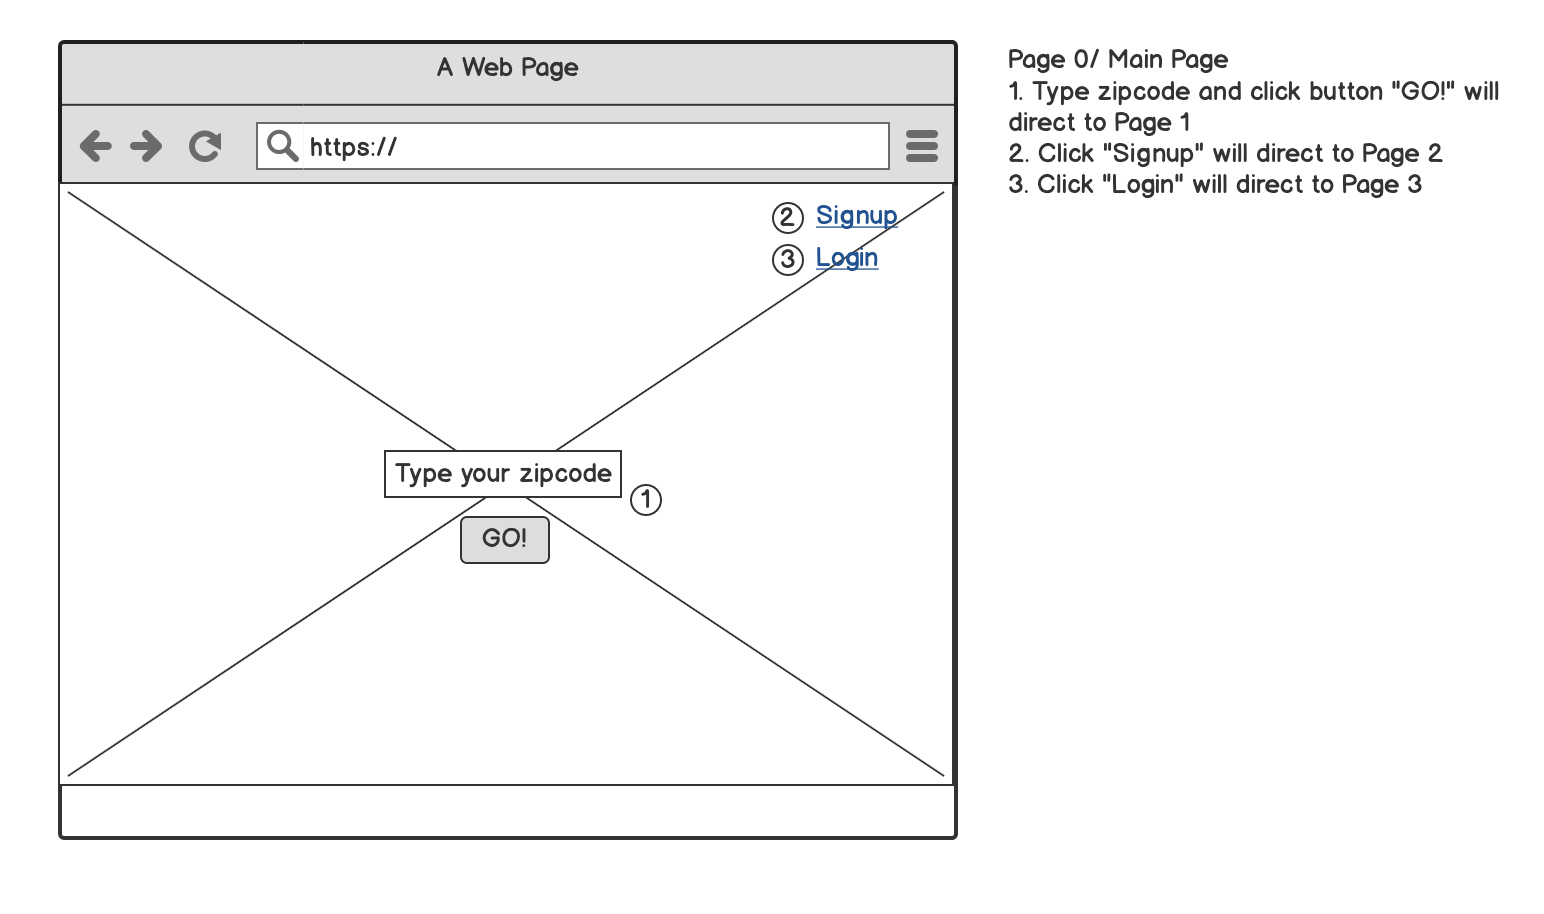 A Web Page
https://
2 Signup
3 Login
Type your zipcode
1
GO!
Page 0/ Main Page
1. Type zipcode and click button "GO!" will
direct to Page 1
2. Click "Signup" will direct to Page 2
3. Click "Login" will direct to Page 3